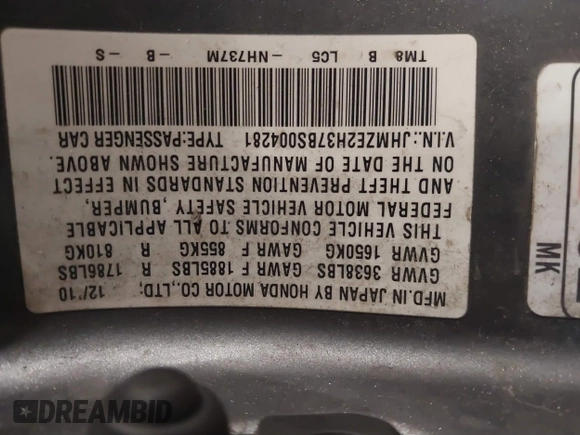 MFD.IN JAPAN BY HONDA MOTOR CO.,LTD; 12/'10
GVWR 3638LBS GAWR F 1885LBS R 1786LBS
GVWR 1650KG GAWR F 855KG R 810KG
THIS VEHICLE CONFORMS TO ALL APPLICABLE
FEDERAL MOTOR VEHICLE SAFETY ,BUMPER,
AND THEFT PREVENTION STANDARDS IN EFFECT
ON THE DATE OF MANUFACTURE SHOWN ABOVE.
V.I.N.:JHMZE2H37BS004281 TYPE:PASSENGER CAR
TM8 B LC5 -NH737M -B -S
MK
DREAMBID